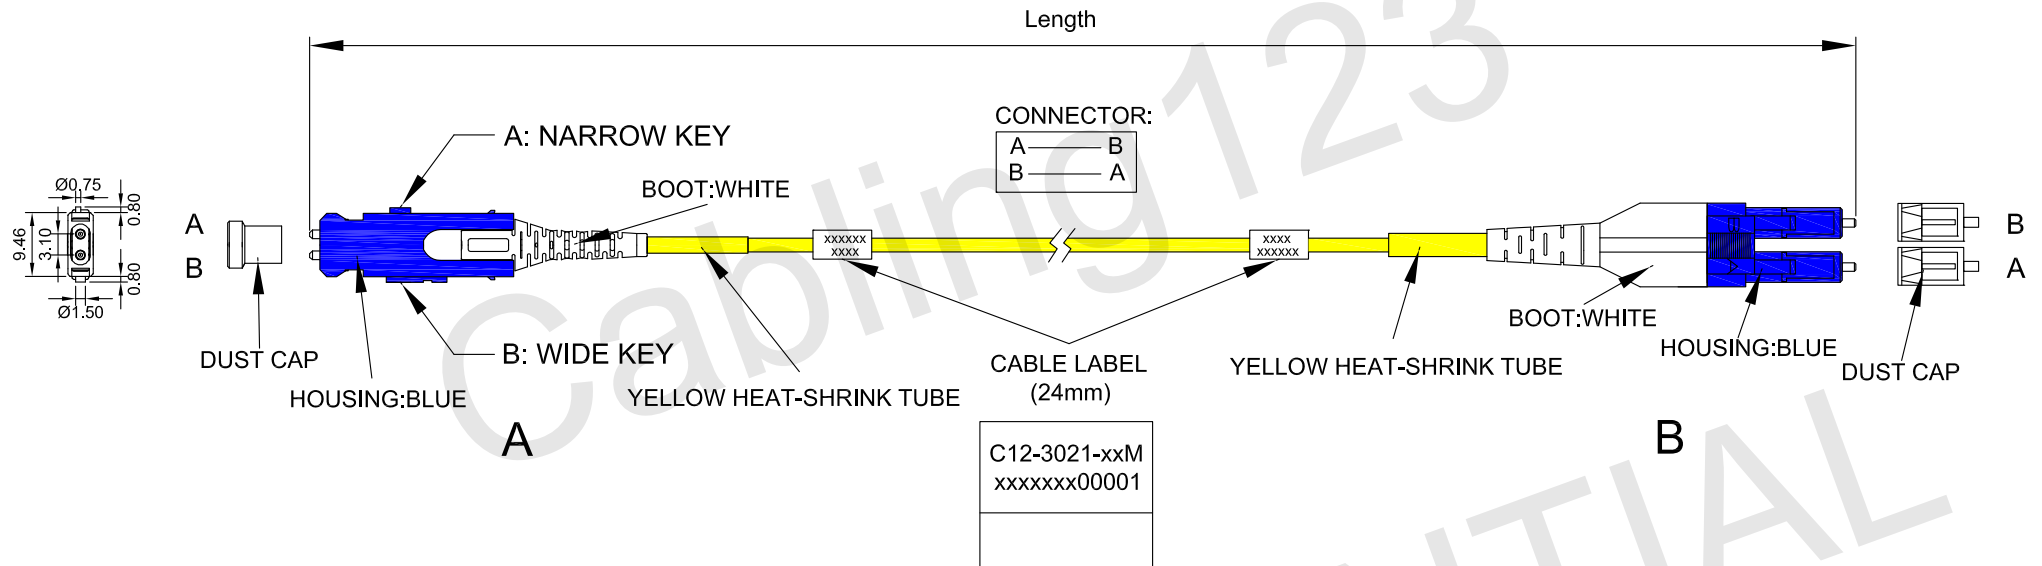 Length
CONNECTOR:
A B
B A
A: NARROW KEY
BOOT:WHITE
Ø0.75
0.80
9.46
3.10
0.80
Ø1.50
A
B
xxxxxx
xxxx
xxxx
xxxxxx
B
A
DUST CAP
HOUSING:BLUE
B: WIDE KEY
YELLOW HEAT-SHRINK TUBE
CABLE LABEL
(24mm)
YELLOW HEAT-SHRINK TUBE
BOOT:WHITE
HOUSING:BLUE
DUST CAP
A
B
C12-3021-xxM
xxxxxxx00001
Cabling123
NTIAL